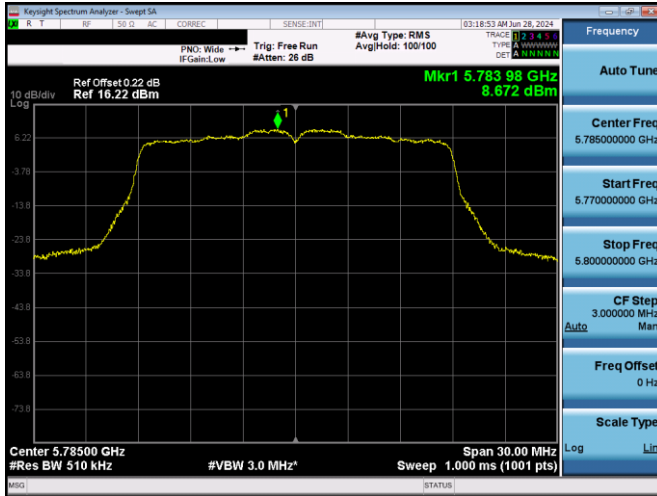 Keysight Spectrum Analyzer - Swept SA
R T RF 50 Ω AC CORREC SENSE:INT 03:18:53 AM Jun 28, 2024
#Avg Type: RMS
TRACE 1 2 3 4 5 6
PNO: Wide Trig: Free Run Avg|Hold: 100/100
TYPE A WWWWW
IFGain:Low #Atten: 26 dB
DET A N N N N N
Ref Offset 0.22 dB
Mkr1 5.783 98 GHz
10 dB/div Ref 16.22 dBm
8.672 dBm
Log
1
6.22
-3.78
-13.8
-23.8
-33.8
-43.8
-53.8
-63.8
-73.8
Center 5.78500 GHz
Span 30.00 MHz
#Res BW 510 kHz
#VBW 3.0 MHz*
Sweep 1.000 ms (1001 pts)
MSG
STATUS
Frequency
Auto Tune
Center Freq
5.785000000 GHz
Start Freq
5.770000000 GHz
Stop Freq
5.800000000 GHz
CF Step
3.000000 MHz
Auto Man
Freq Offset
0 Hz
Scale Type
Log Lin